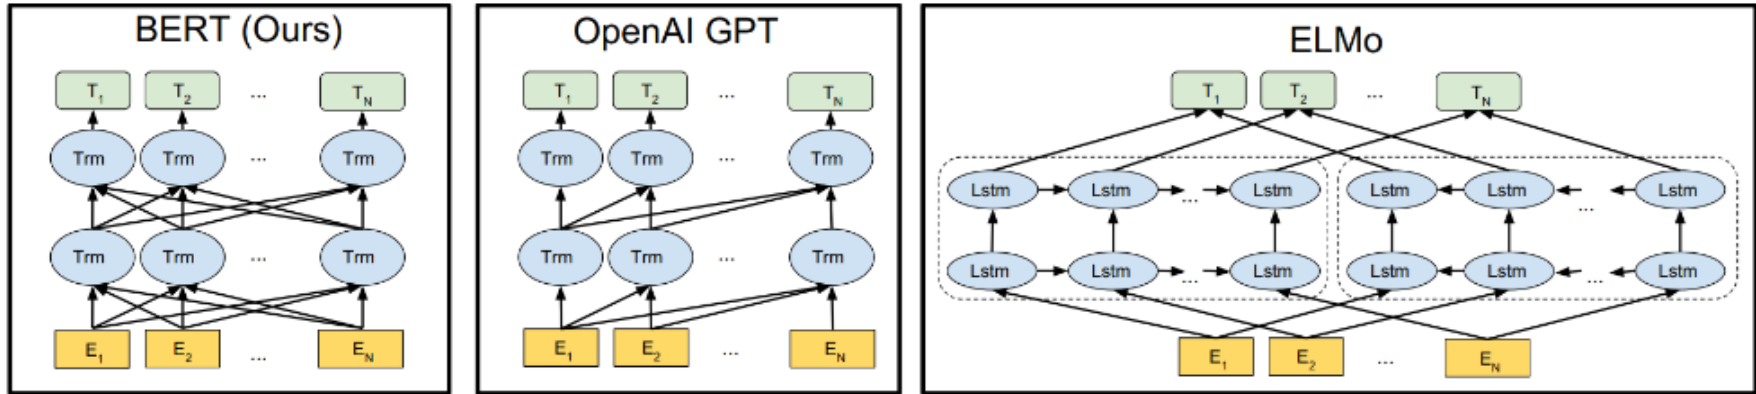 BERT (Ours)
T1 T2 ... TN
Trm Trm ... Trm
Trm Trm ... Trm
E1 E2 ... EN
OpenAI GPT
T1 T2 ... TN
Trm Trm ... Trm
Trm Trm ... Trm
E1 E2 ... EN
ELMo
T1 T2 ... TN
Lstm Lstm ... Lstm Lstm Lstm ... Lstm
Lstm Lstm ... Lstm Lstm Lstm ... Lstm
E1 E2 ... EN